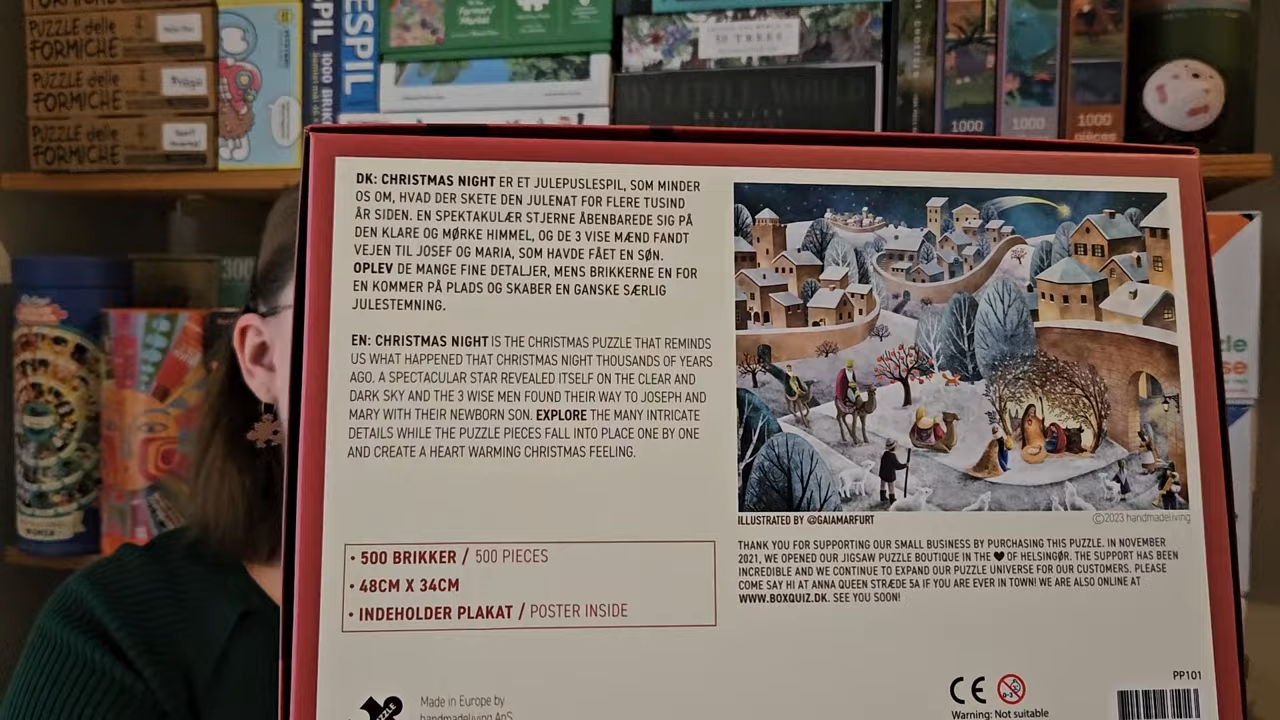 PUZZLE delle
FORMICHE
PUZZLE delle
FORMICHE
PUZZLE delle
FORMICHE
1000
Farmers'
Market
50 TREES
GRAVITY
1000
1000
1000
pièces
300
DK: CHRISTMAS NIGHT ER ET JULEPUSLESPIL, SOM MINDER
OS OM, HVAD DER SKETE DEN JULENAT FOR FLERE TUSIND
ÅR SIDEN. EN SPEKTAKULÆR STJERNE ÅBENBAREDE SIG PÅ
DEN KLARE OG MØRKE HIMMEL, OG DE 3 VISE MÆND FANDT
VEJEN TIL JOSEF OG MARIA, SOM HAVDE FÅET EN SØN.
OPLEV DE MANGE FINE DETALJER, MENS BRIKKERNE EN FOR
EN KOMMER PÅ PLADS OG SKABER EN GANSKE SÆRLIG
JULESTEMNING.
EN: CHRISTMAS NIGHT IS THE CHRISTMAS PUZZLE THAT REMINDS
US WHAT HAPPENED THAT CHRISTMAS NIGHT THOUSANDS OF YEARS
AGO. A SPECTACULAR STAR REVEALED ITSELF ON THE CLEAR AND
DARK SKY AND THE 3 WISE MEN FOUND THEIR WAY TO JOSEPH AND
MARY WITH THEIR NEWBORN SON. EXPLORE THE MANY INTRICATE
DETAILS WHILE THE PUZZLE PIECES FALL INTO PLACE ONE BY ONE
AND CREATE A HEART WARMING CHRISTMAS FEELING.
• 500 BRIKKER / 500 PIECES
• 48CM X 34CM
• INDEHOLDER PLAKAT / POSTER INSIDE
Made in Europe by
handmadeliving ApS
ILLUSTRATED BY @GAIAMARFURT
©2023 handmadeliving
THANK YOU FOR SUPPORTING OUR SMALL BUSINESS BY PURCHASING THIS PUZZLE. IN NOVEMBER
2021, WE OPENED OUR JIGSAW PUZZLE BOUTIQUE IN THE ♥ OF HELSINGØR. THE SUPPORT HAS BEEN
INCREDIBLE AND WE CONTINUE TO EXPAND OUR PUZZLE UNIVERSE FOR OUR CUSTOMERS. PLEASE
COME SAY HI AT ANNA QUEEN STRÆDE 5A IF YOU ARE EVER IN TOWN! WE ARE ALSO ONLINE AT
WWW.BOXQUIZ.DK. SEE YOU SOON!
PP101
CE 0-3
Warning: Not suitable